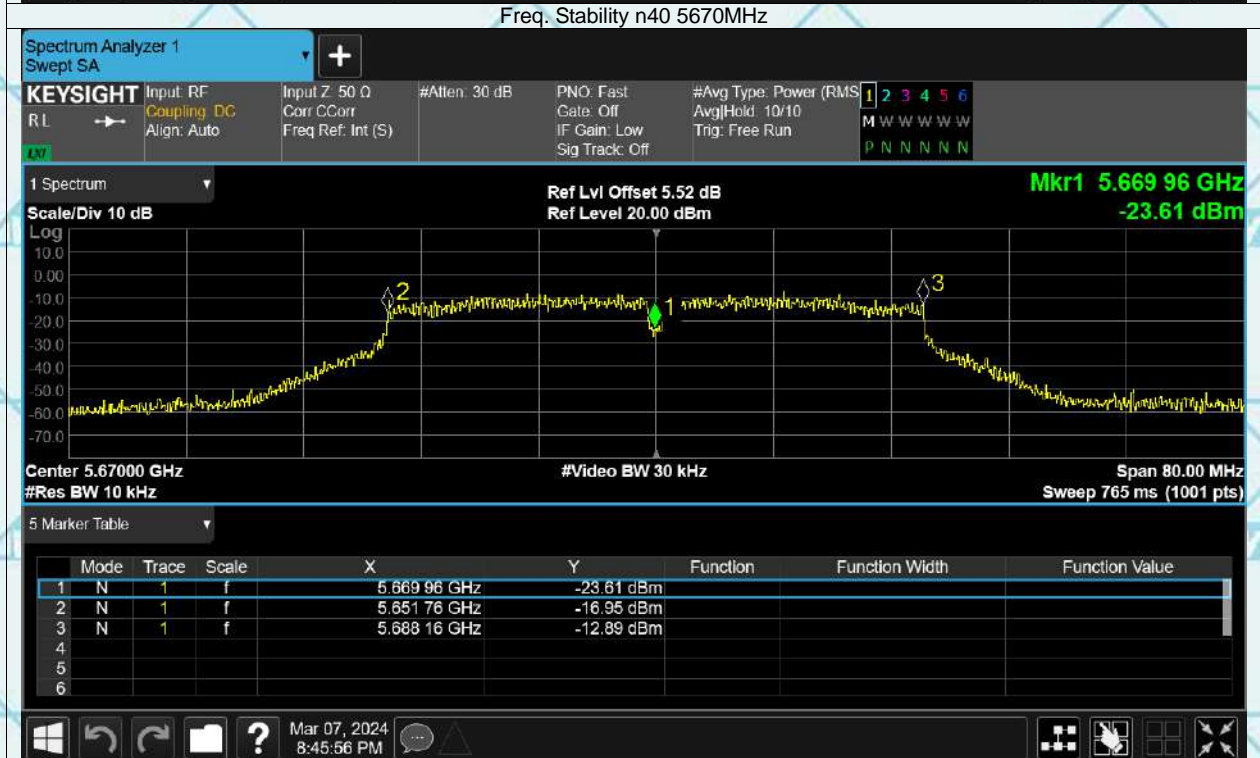 Freq. Stability n40 5670MHz
Spectrum Analyzer 1
Swept SA
KEYSIGHT
RL
LXI
Input: RF
Coupling: DC
Align: Auto
Input Z: 50 Ω
Corr CCorr
Freq Ref: Int (S)
#Atten: 30 dB
PNO: Fast
Gate: Off
IF Gain: Low
Sig Track: Off
#Avg Type: Power (RMS
Avg|Hold: 10/10
Trig: Free Run
1 2 3 4 5 6
M W W W W W
P N N N N N
1 Spectrum
Scale/Div 10 dB
Ref Lvl Offset 5.52 dB
Ref Level 20.00 dBm
Mkr1 5.669 96 GHz
-23.61 dBm
Log
10.0
0.00
-10.0
-20.0
-30.0
-40.0
-50.0
-60.0
-70.0
2
1
3
Center 5.67000 GHz
#Video BW 30 kHz
Span 80.00 MHz
#Res BW 10 kHz
Sweep 765 ms (1001 pts)
5 Marker Table
Mode Trace Scale X Y Function Function Width Function Value
1 N 1 f 5.669 96 GHz -23.61 dBm
2 N 1 f 5.651 76 GHz -16.95 dBm
3 N 1 f 5.688 16 GHz -12.89 dBm
4
5
6
?
Mar 07, 2024
8:45:56 PM